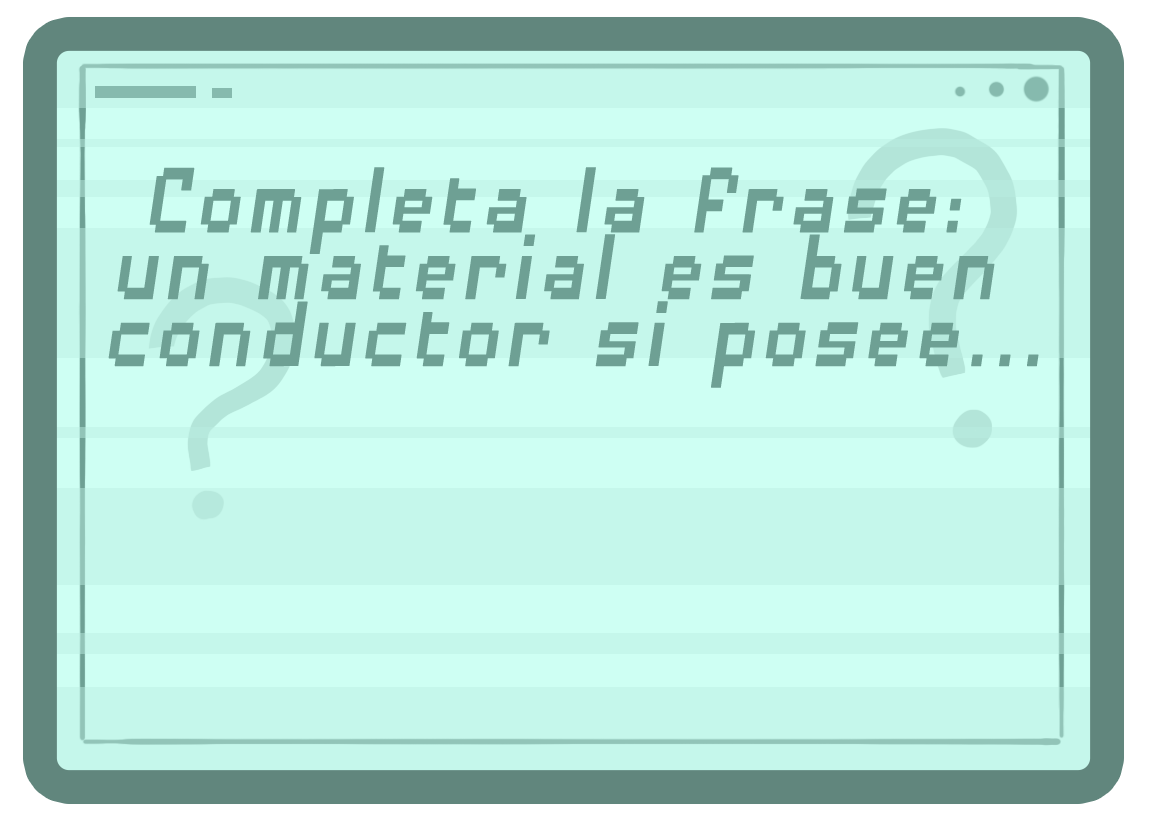 Completa la frase:
un material es buen
conductor si posee...